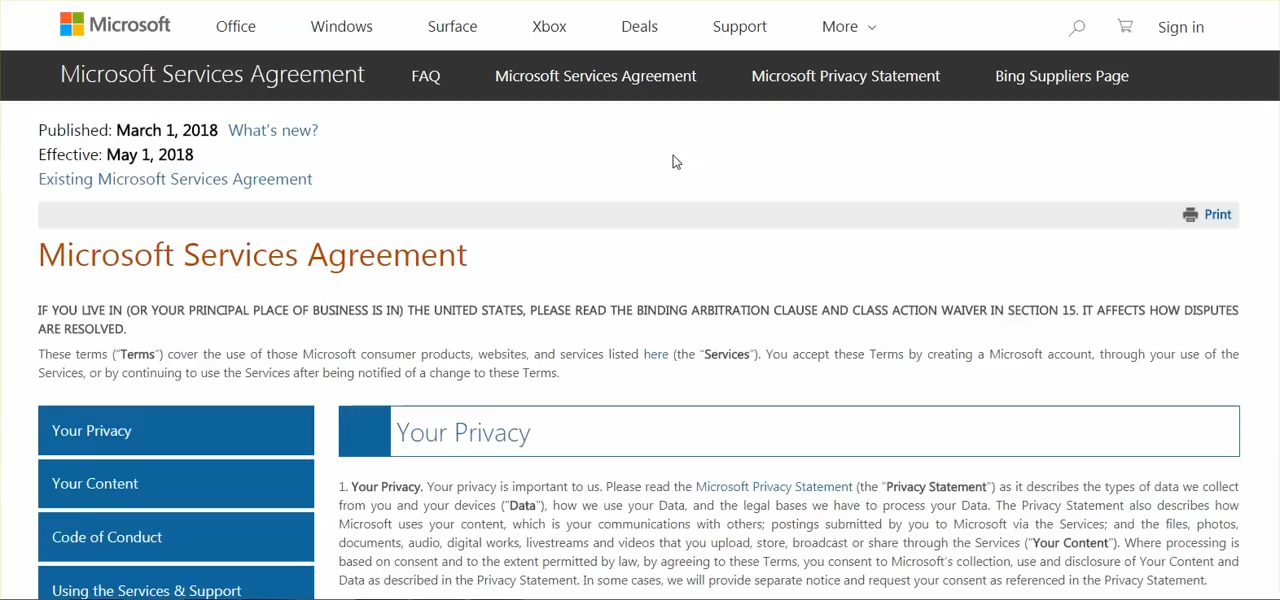 Microsoft Office Windows Surface Xbox Deals Support More Sign in
Microsoft Services Agreement FAQ Microsoft Services Agreement Microsoft Privacy Statement Bing Suppliers Page
Published: March 1, 2018 What's new?
Effective: May 1, 2018
Existing Microsoft Services Agreement
Print
Microsoft Services Agreement
IF YOU LIVE IN (OR YOUR PRINCIPAL PLACE OF BUSINESS IS IN) THE UNITED STATES, PLEASE READ THE BINDING ARBITRATION CLAUSE AND CLASS ACTION WAIVER IN SECTION 15. IT AFFECTS HOW DISPUTES
ARE RESOLVED.
These terms (“Terms”) cover the use of those Microsoft consumer products, websites, and services listed here (the “Services”). You accept these Terms by creating a Microsoft account, through your use of the
Services, or by continuing to use the Services after being notified of a change to these Terms.
Your Privacy
Your Content
Code of Conduct
Using the Services & Support
Your Privacy
1. Your Privacy. Your privacy is important to us. Please read the Microsoft Privacy Statement (the "Privacy Statement") as it describes the types of data we collect
from you and your devices ("Data"), how we use your Data, and the legal bases we have to process your Data. The Privacy Statement also describes how
Microsoft uses your content, which is your communications with others; postings submitted by you to Microsoft via the Services; and the files, photos,
documents, audio, digital works, livestreams and videos that you upload, store, broadcast or share through the Services ("Your Content"). Where processing is
based on consent and to the extent permitted by law, by agreeing to these Terms, you consent to Microsoft's collection, use and disclosure of Your Content and
Data as described in the Privacy Statement. In some cases, we will provide separate notice and request your consent as referenced in the Privacy Statement.